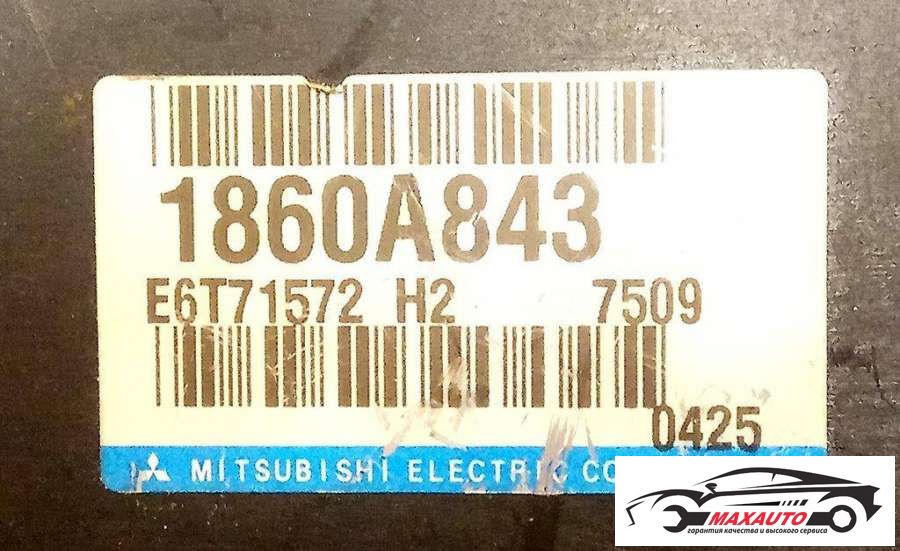 1860A843
E6T71572 H2 7509
0425
MITSUBISHI ELECTRIC CO
MAXAUTO
гарантия качества и высокого сервиса